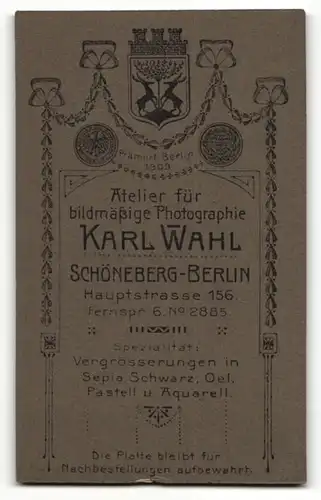 Prämiirt Berlin
1909
Atelier für
bildmäßige Photographie
KARL WAHL
SCHÖNEBERG-BERLIN
Hauptstrasse 156.
Fernspr. 6. No 2885.
Spezialität:
Vergrösserungen in
Sepia, Schwarz, Oel,
Pastell u. Aquarell.
Die Platte bleibt für
Nachbestellungen aufbewahrt.